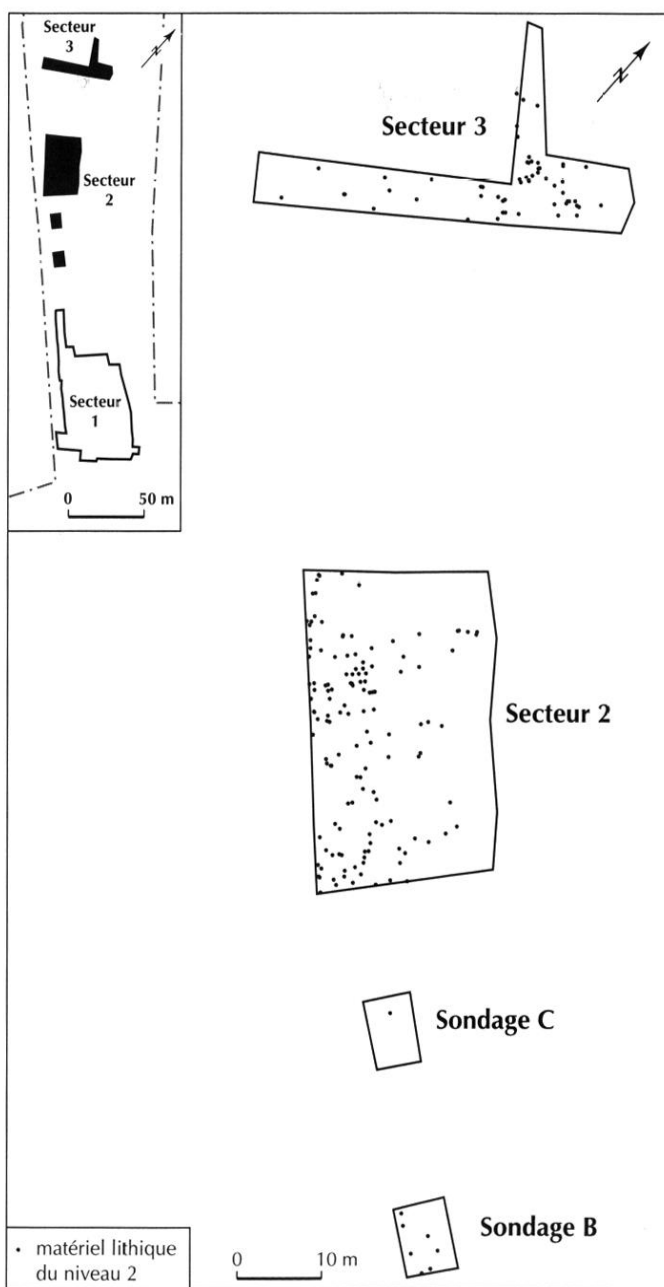 Secteur
3
N
Secteur
2
Secteur
1
0 50 m
N
Secteur 3
Secteur 2
Sondage C
Sondage B
• matériel lithique
du niveau 2
0 10 m